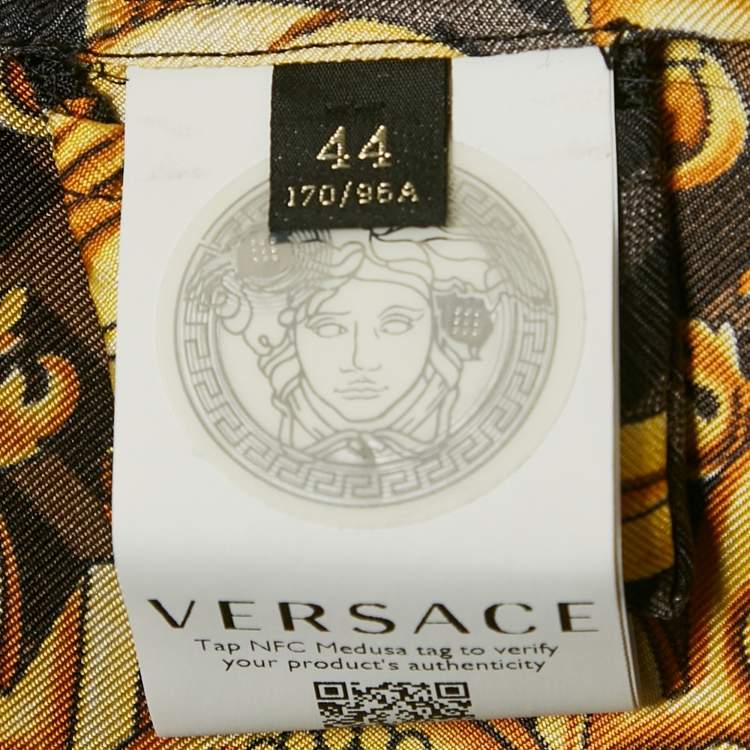 44
170/96A
VERSACE
Tap NFC Medusa tag to verify
your product's authenticity